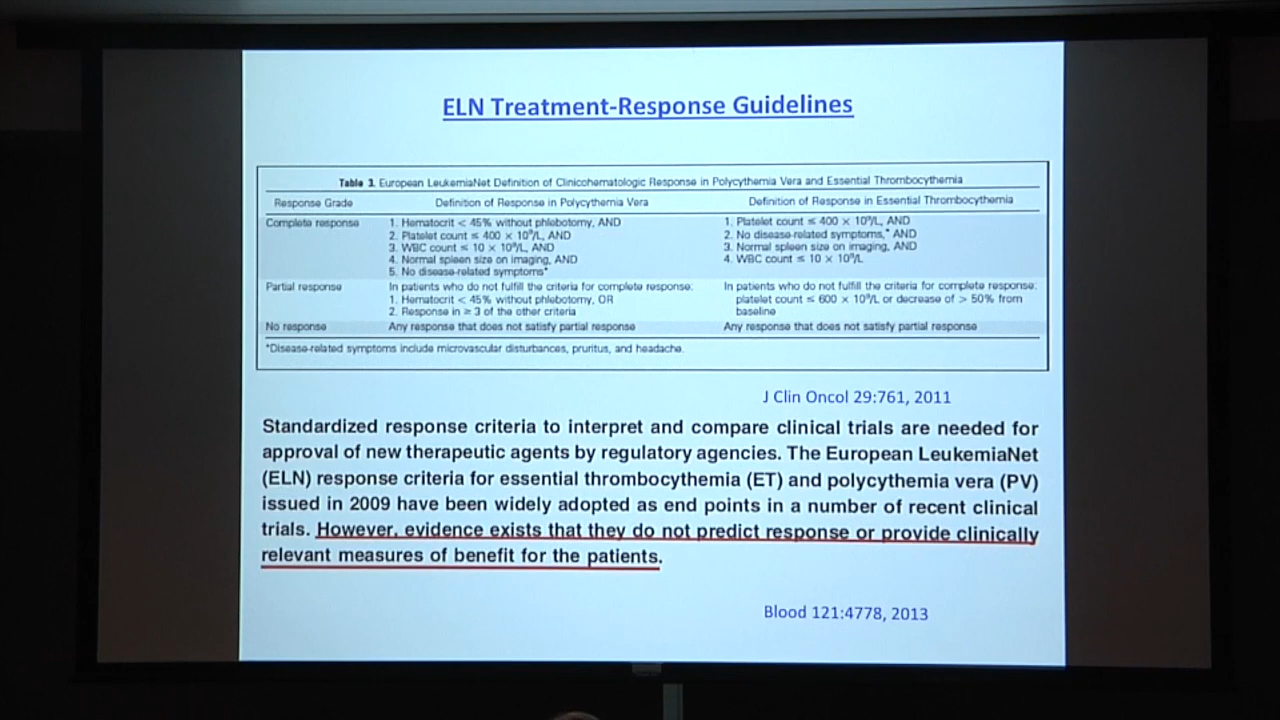 ELN Treatment-Response Guidelines
Table 3. European LeukemiaNet Definition of Clinicohematologic Response in Polycythemia Vera and Essential Thrombocythemia
Response Grade Definition of Response in Polycythemia Vera Definition of Response in Essential Thrombocythemia
Complete response 1. Hematocrit < 45% without phlebotomy, AND 1. Platelet count ≤ 400 × 10⁹/L, AND
2. Platelet count ≤ 400 × 10⁹/L, AND 2. No disease-related symptoms,* AND
3. WBC count ≤ 10 × 10⁹/L, AND 3. Normal spleen size on imaging, AND
4. Normal spleen size on imaging, AND 4. WBC count ≤ 10 × 10⁹/L
5. No disease-related symptoms*
Partial response In patients who do not fulfill the criteria for complete response: In patients who do not fulfill the criteria for complete response:
1. Hematocrit < 45% without phlebotomy, OR platelet count ≤ 600 × 10⁹/L or decrease of > 50% from
2. Response in ≥ 3 of the other criteria baseline
No response Any response that does not satisfy partial response Any response that does not satisfy partial response
*Disease-related symptoms include microvascular disturbances, pruritus, and headache.
J Clin Oncol 29:761, 2011
Standardized response criteria to interpret and compare clinical trials are needed for
approval of new therapeutic agents by regulatory agencies. The European LeukemiaNet
(ELN) response criteria for essential thrombocythemia (ET) and polycythemia vera (PV)
issued in 2009 have been widely adopted as end points in a number of recent clinical
trials. However, evidence exists that they do not predict response or provide clinically
relevant measures of benefit for the patients.
Blood 121:4778, 2013